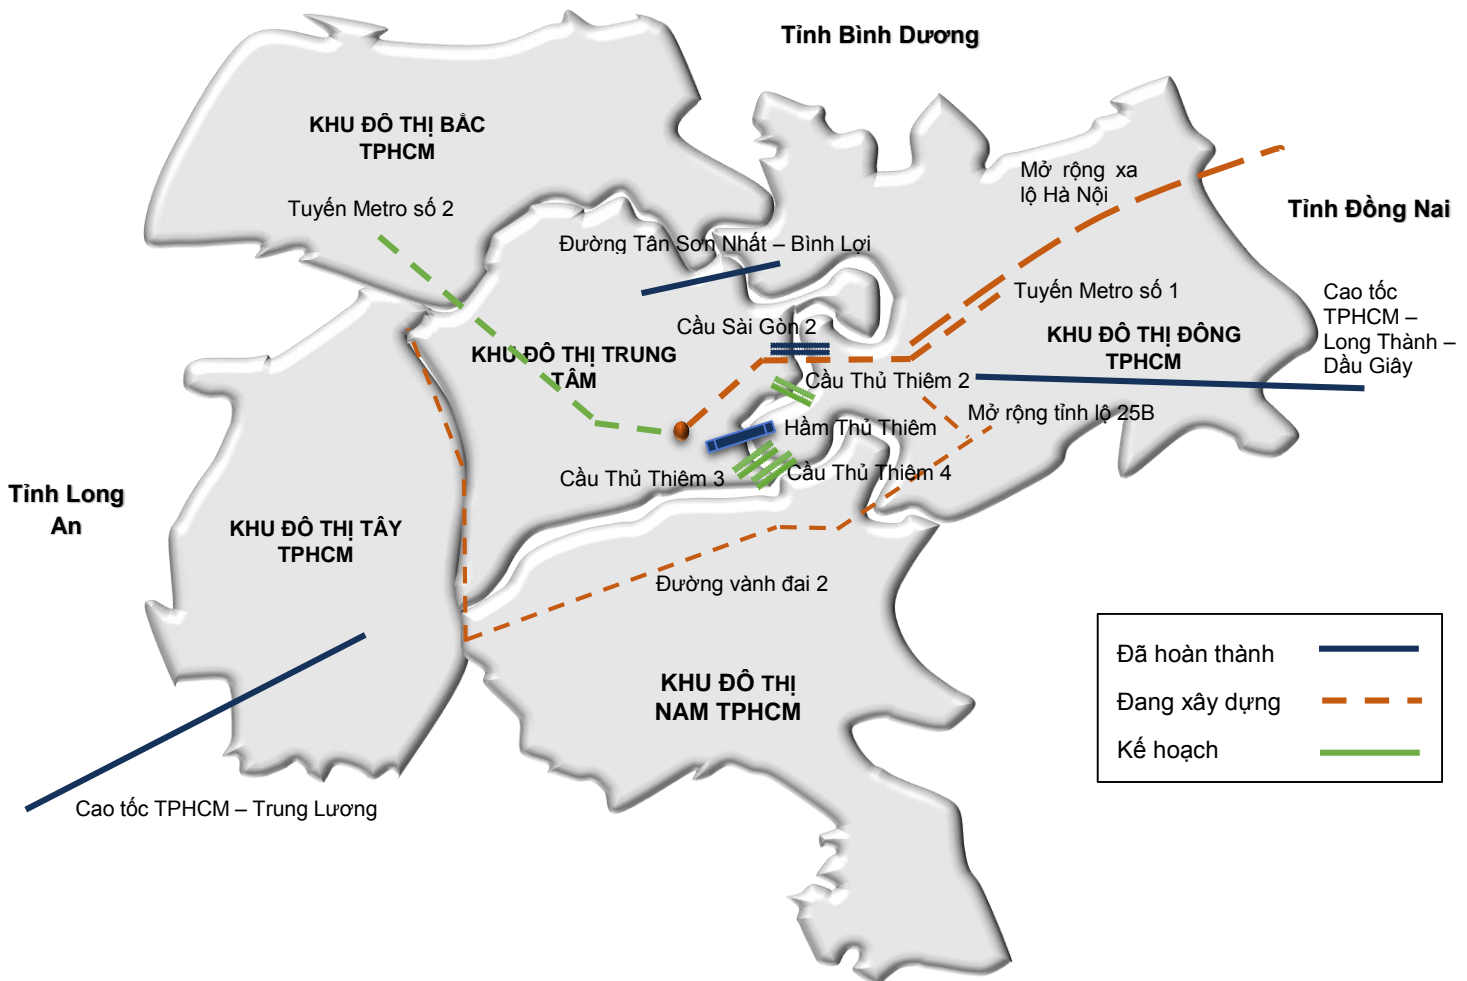 Tỉnh Bình Dương
KHU ĐÔ THỊ BẮC
TPHCM
Mở rộng xa
lộ Hà Nội
Tuyến Metro số 2
Tỉnh Đồng Nai
Đường Tân Sơn Nhất – Bình Lợi
Tuyến Metro số 1
Cao tốc
TPHCM –
Long Thành –
Dầu Giây
Cầu Sài Gòn 2
KHU ĐÔ THỊ ĐÔNG
TPHCM
KHU ĐÔ THỊ TRUNG
TÂM
Cầu Thủ Thiêm 2
Mở rộng tỉnh lộ 25B
Hầm Thủ Thiêm
Cầu Thủ Thiêm 3
Cầu Thủ Thiêm 4
Tỉnh Long
An
KHU ĐÔ THỊ TÂY
TPHCM
Đường vành đai 2
KHU ĐÔ THỊ
NAM TPHCM
Đã hoàn thành
Đang xây dựng
Kế hoạch
Cao tốc TPHCM – Trung Lương